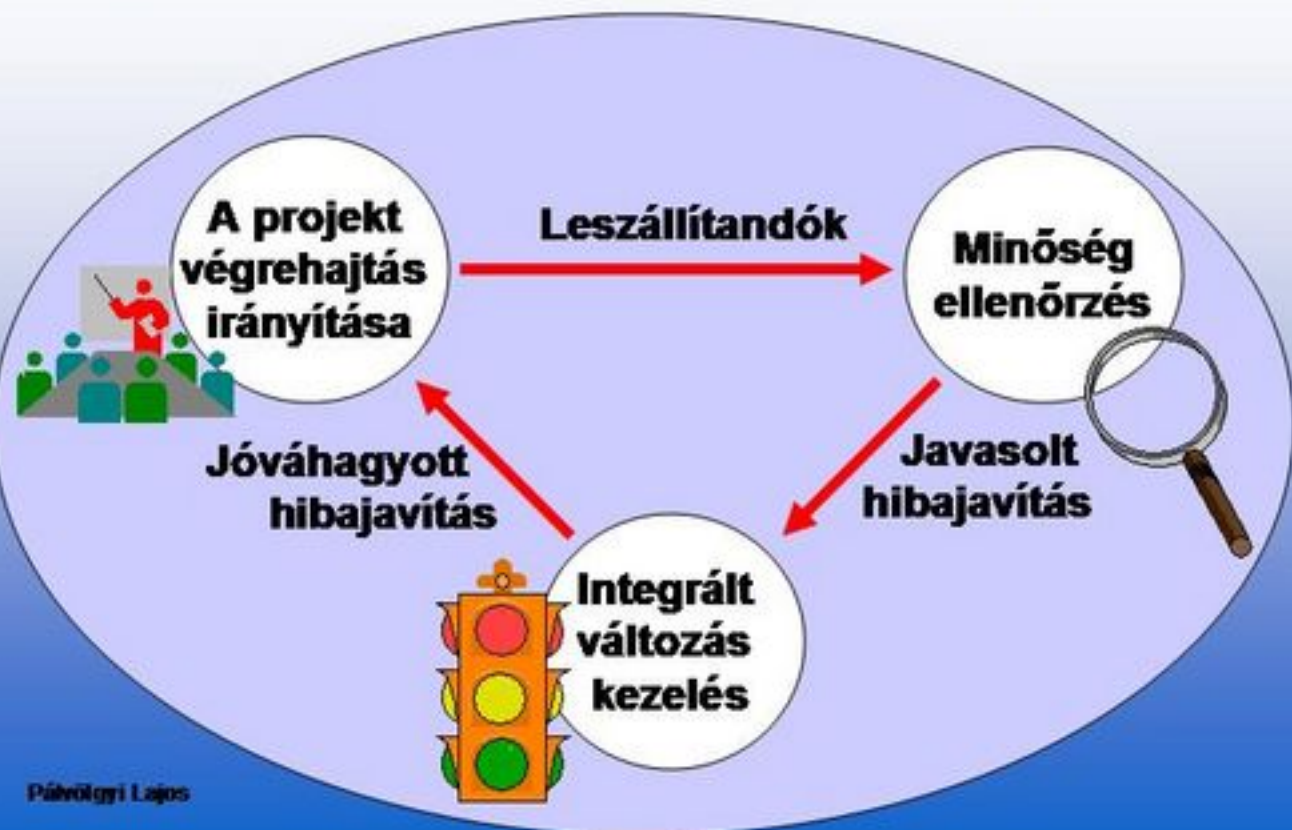 A projekt
végrehajtás
irányítása
Leszállítandók
Minőség
ellenőrzés
Javasolt
hibajavítás
Integrált
változás
kezelés
Jóváhagyott
hibajavítás
Pálvölgyi Lajos